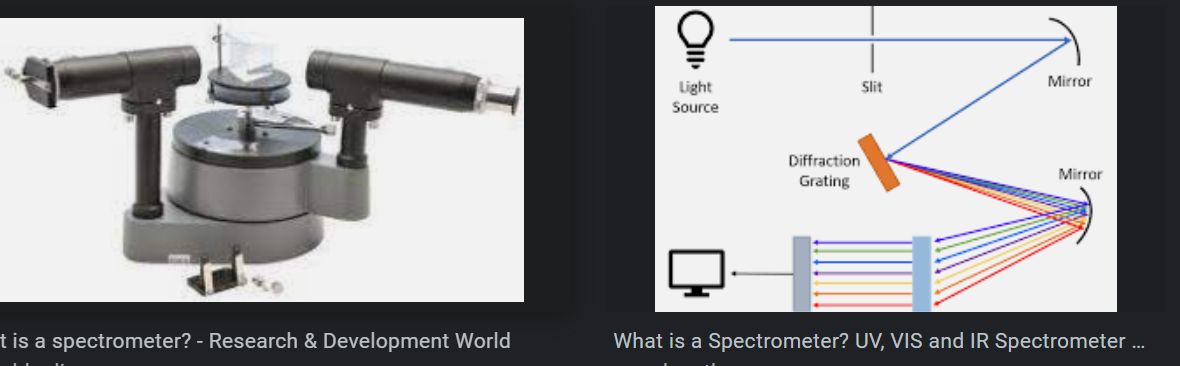 Light
Source
Slit
Mirror
Diffraction
Grating
Mirror
t is a spectrometer? - Research & Development World
What is a Spectrometer? UV, VIS and IR Spectrometer ...